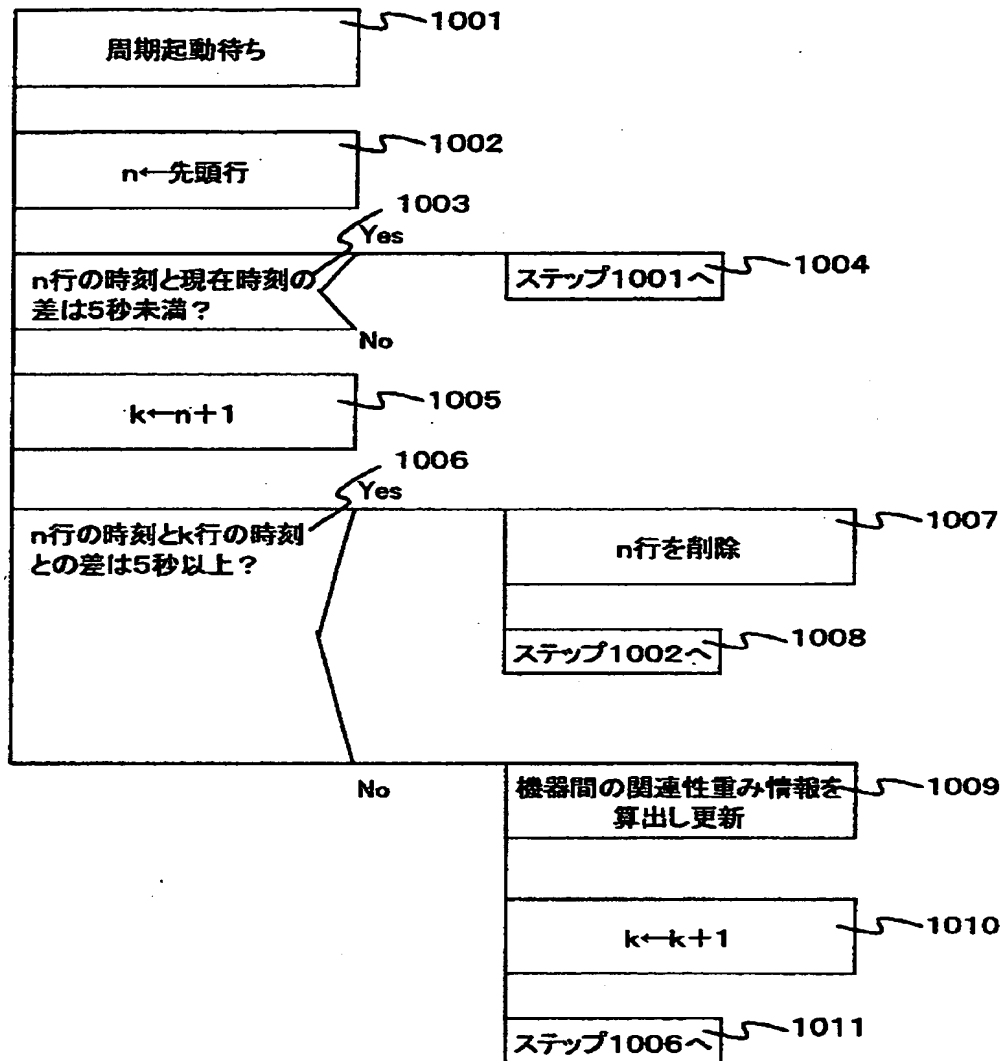 周期起動待ち
1001
n←先頭行
1002
1003
Yes
n行の時刻と現在時刻の
差は5秒未満？
No
ステップ1001へ
1004
k←n+1
1005
1006
Yes
n行の時刻とk行の時刻
との差は5秒以上？
n行を削除
1007
ステップ1002へ
1008
No
機器間の関連性重み情報を
算出し更新
1009
k←k+1
1010
ステップ1006へ
1011